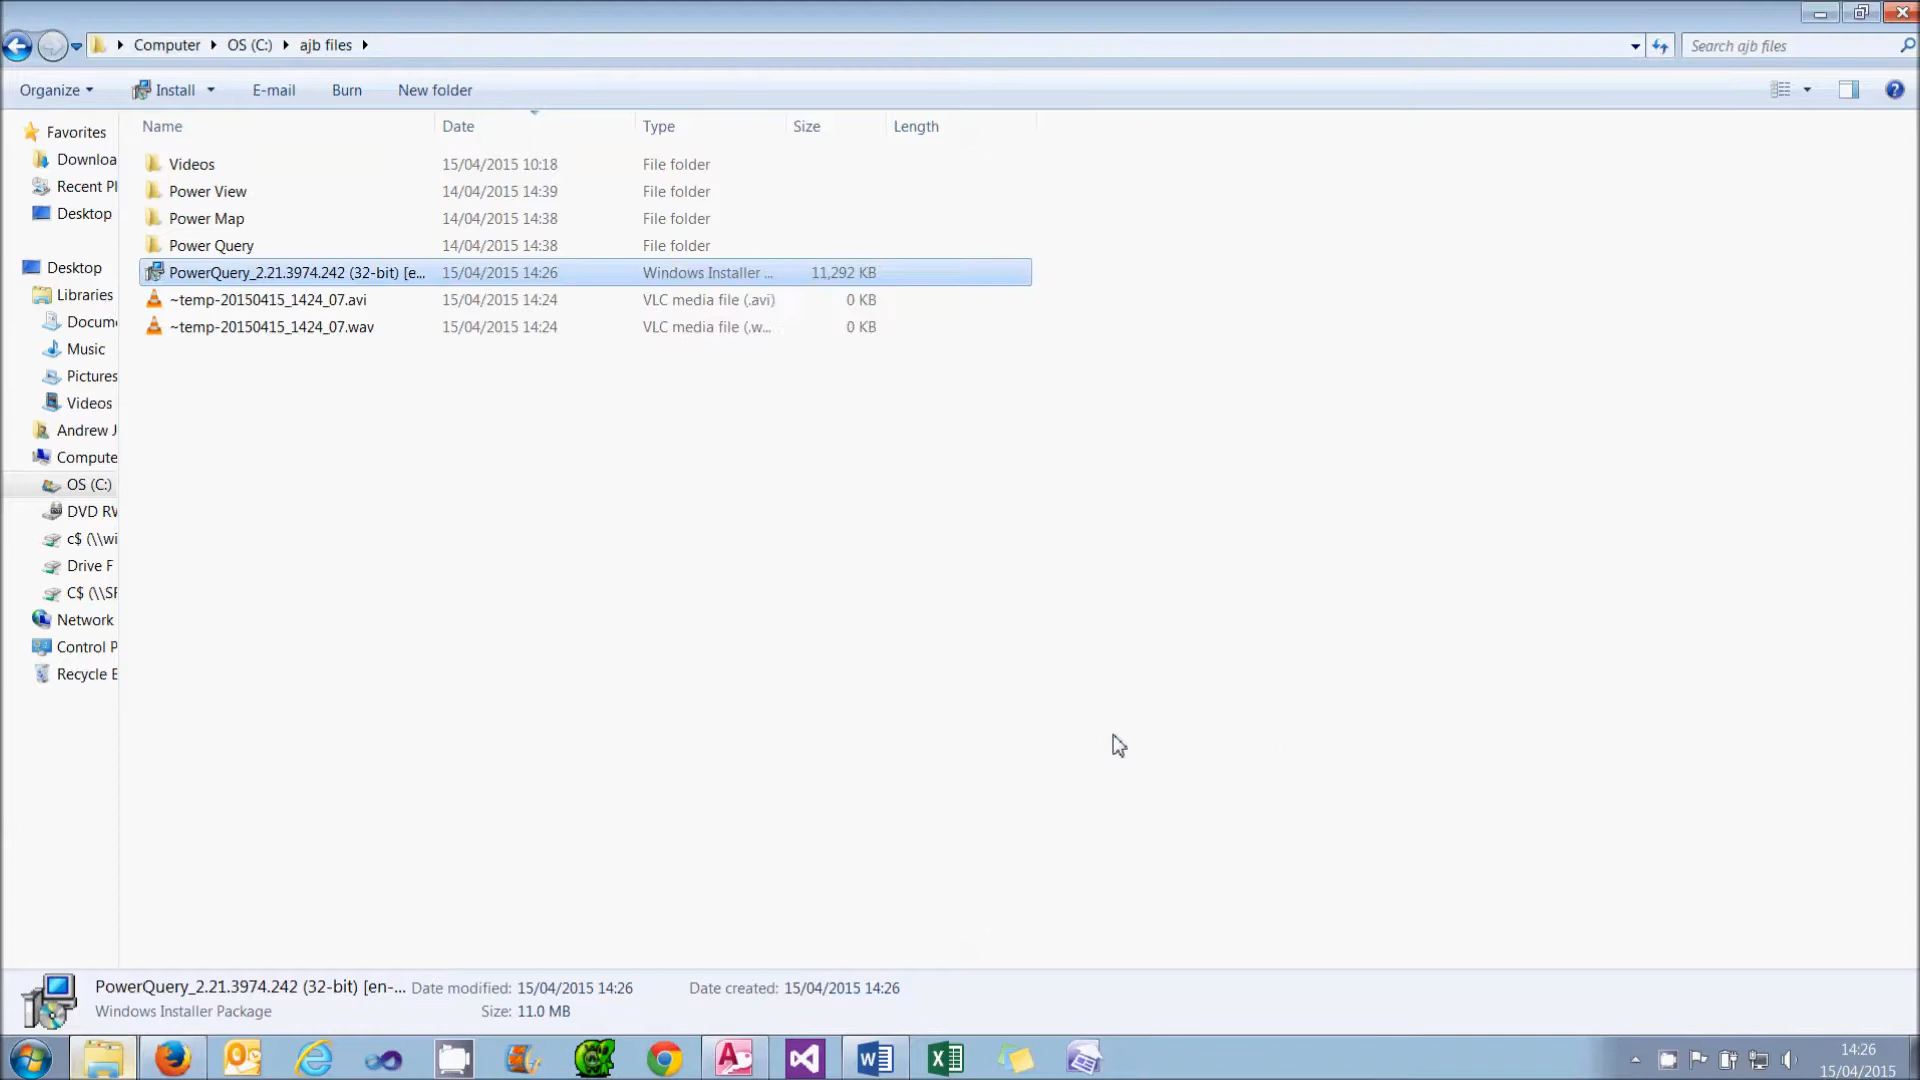 Computer OS (C:) ajb files Search ajb files
Organize Install E-mail Burn New folder
Name Date Type Size Length
Favorites
Downloa
Recent Pl
Desktop
Desktop
Libraries
Docum
Music
Pictures
Videos
Andrew J
Compute
OS (C:)
DVD RW
c$ (\\wi
Drive F
C$ (\\SF
Network
Control P
Recycle B
Videos 15/04/2015 10:18 File folder
Power View 14/04/2015 14:39 File folder
Power Map 14/04/2015 14:38 File folder
Power Query 14/04/2015 14:38 File folder
PowerQuery_2.21.3974.242 (32-bit) [e... 15/04/2015 14:26 Windows Installer ... 11,292 KB
~temp-20150415_1424_07.avi 15/04/2015 14:24 VLC media file (.avi) 0 KB
~temp-20150415_1424_07.wav 15/04/2015 14:24 VLC media file (.w... 0 KB
PowerQuery_2.21.3974.242 (32-bit) [en-... Date modified: 15/04/2015 14:26 Date created: 15/04/2015 14:26
Windows Installer Package Size: 11.0 MB
14:26
15/04/2015